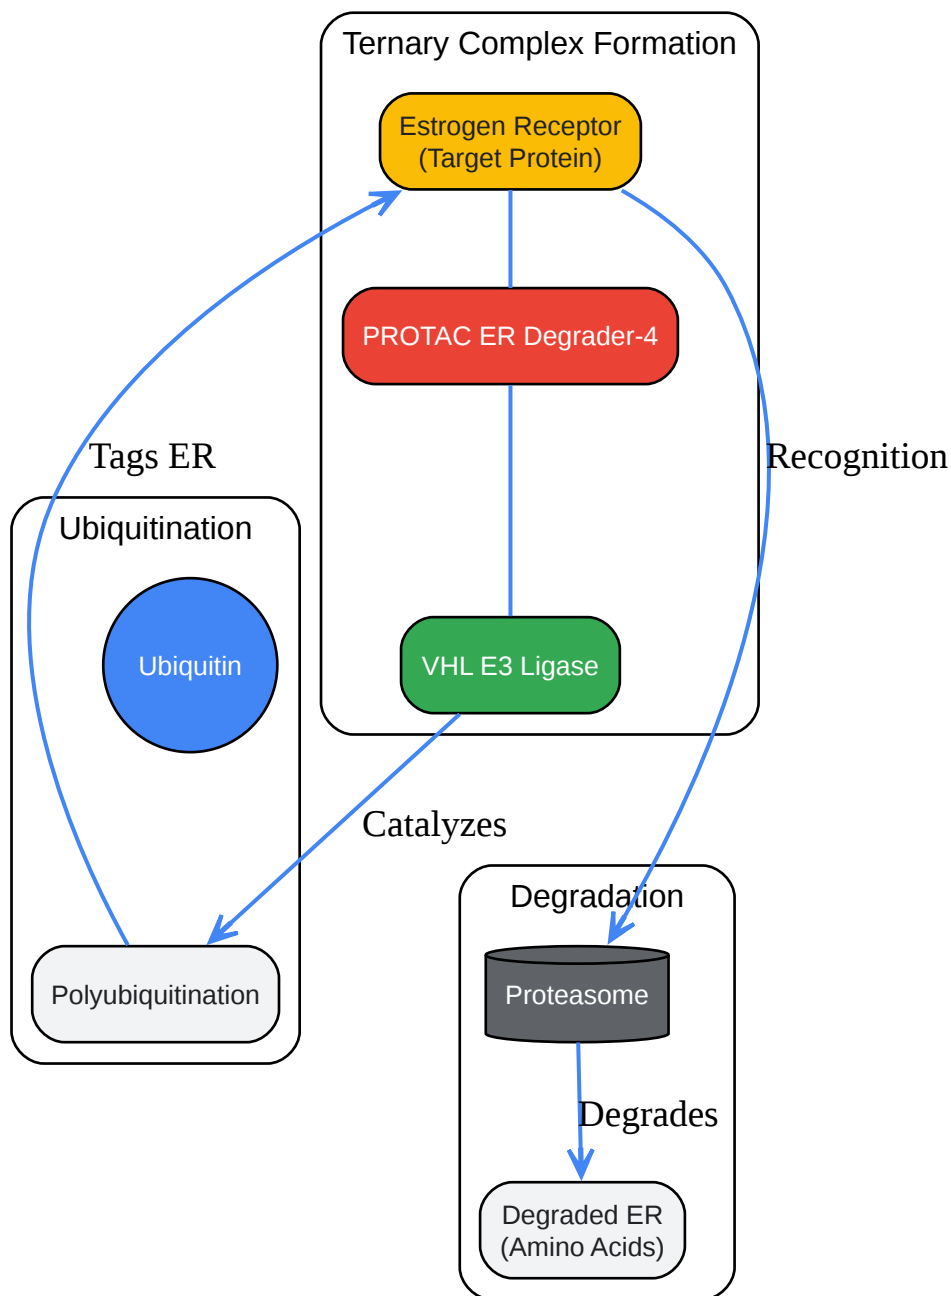 Ternary Complex Formation
Estrogen Receptor
(Target Protein)
PROTAC ER Degrader-4
Tags ER
Recognition
Ubiquitination
Ubiquitin
VHL E3 Ligase
Catalyzes
Degradation
Polyubiquitination
Proteasome
Degrades
Degraded ER
(Amino Acids)